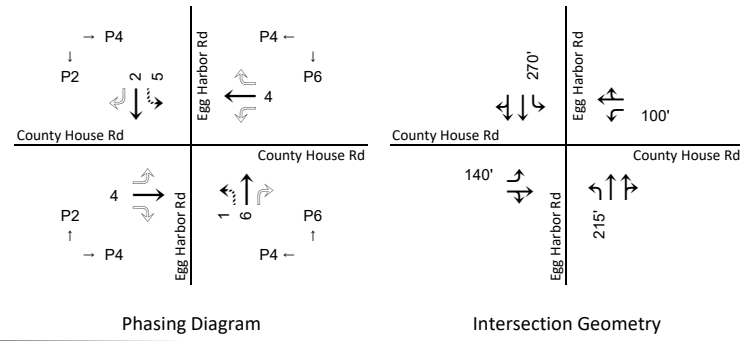 → P4
P4 ←
↓
↓
P2
P6
2
5
Egg Harbor Rd
4
County House Rd
County House Rd
4
P2
1
6
P6
↑
↑
→ P4
Egg Harbor Rd
P4 ←
Phasing Diagram
270'
Egg Harbor Rd
100'
County House Rd
County House Rd
140'
215'
Egg Harbor Rd
Intersection Geometry